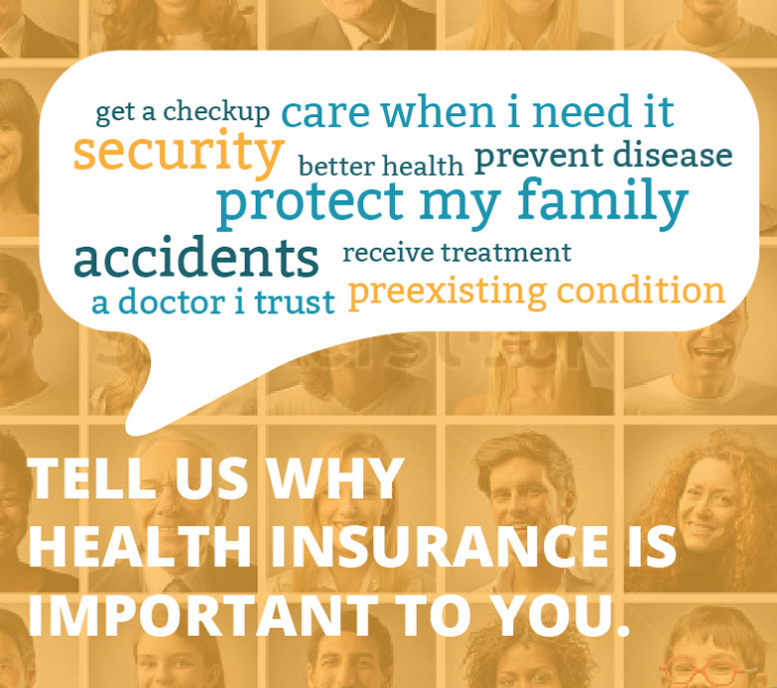 get a checkup care when i need it
security better health prevent disease
protect my family
accidents receive treatment
a doctor i trust preexisting condition
TELL US WHY
HEALTH INSURANCE IS
IMPORTANT TO YOU.